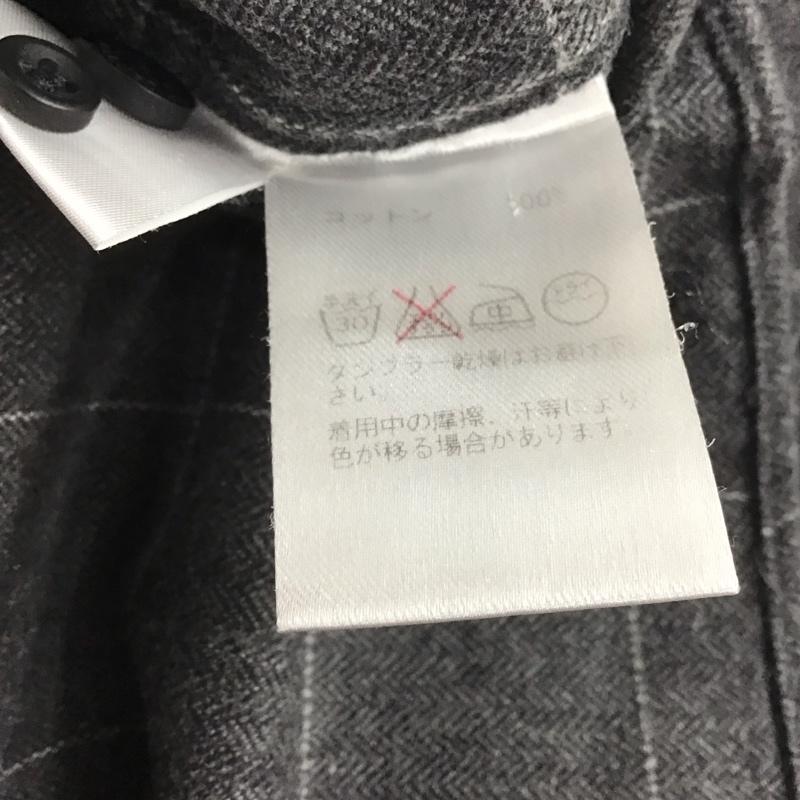 コットン 100%
手洗イ
30
中
ドライ
タンブラー乾燥はお避け下
さい。
着用中の摩擦、汗等により
色が移る場合があります